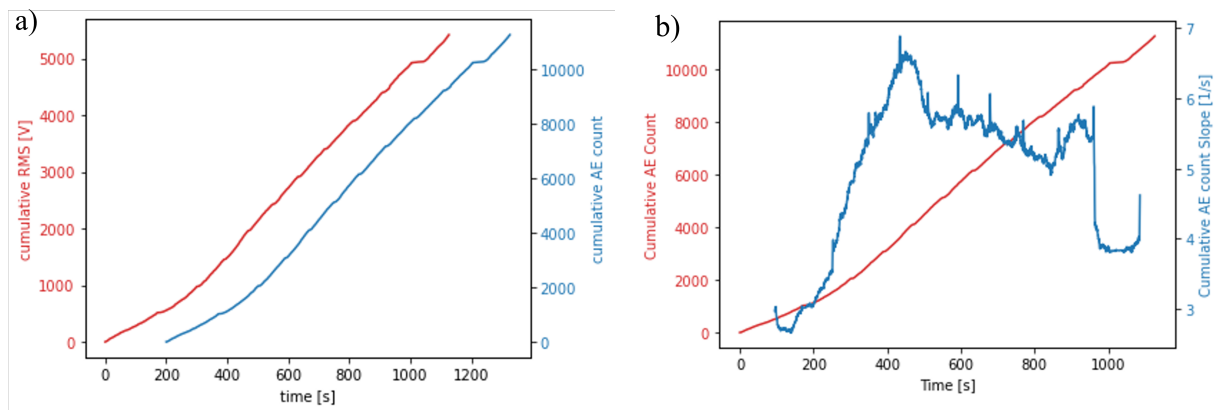 a)
cumulative RMS [V]
5000
4000
3000
2000
1000
0
0 200 400 600 800 1000 1200
time [s]
10000
8000
6000
4000
2000
0
cumulative AE count
b)
Cumulative AE Count
10000
8000
6000
4000
2000
0
0 200 400 600 800 1000
Time [s]
7
6
5
4
3
Cumulative AE count Slope [1/s]